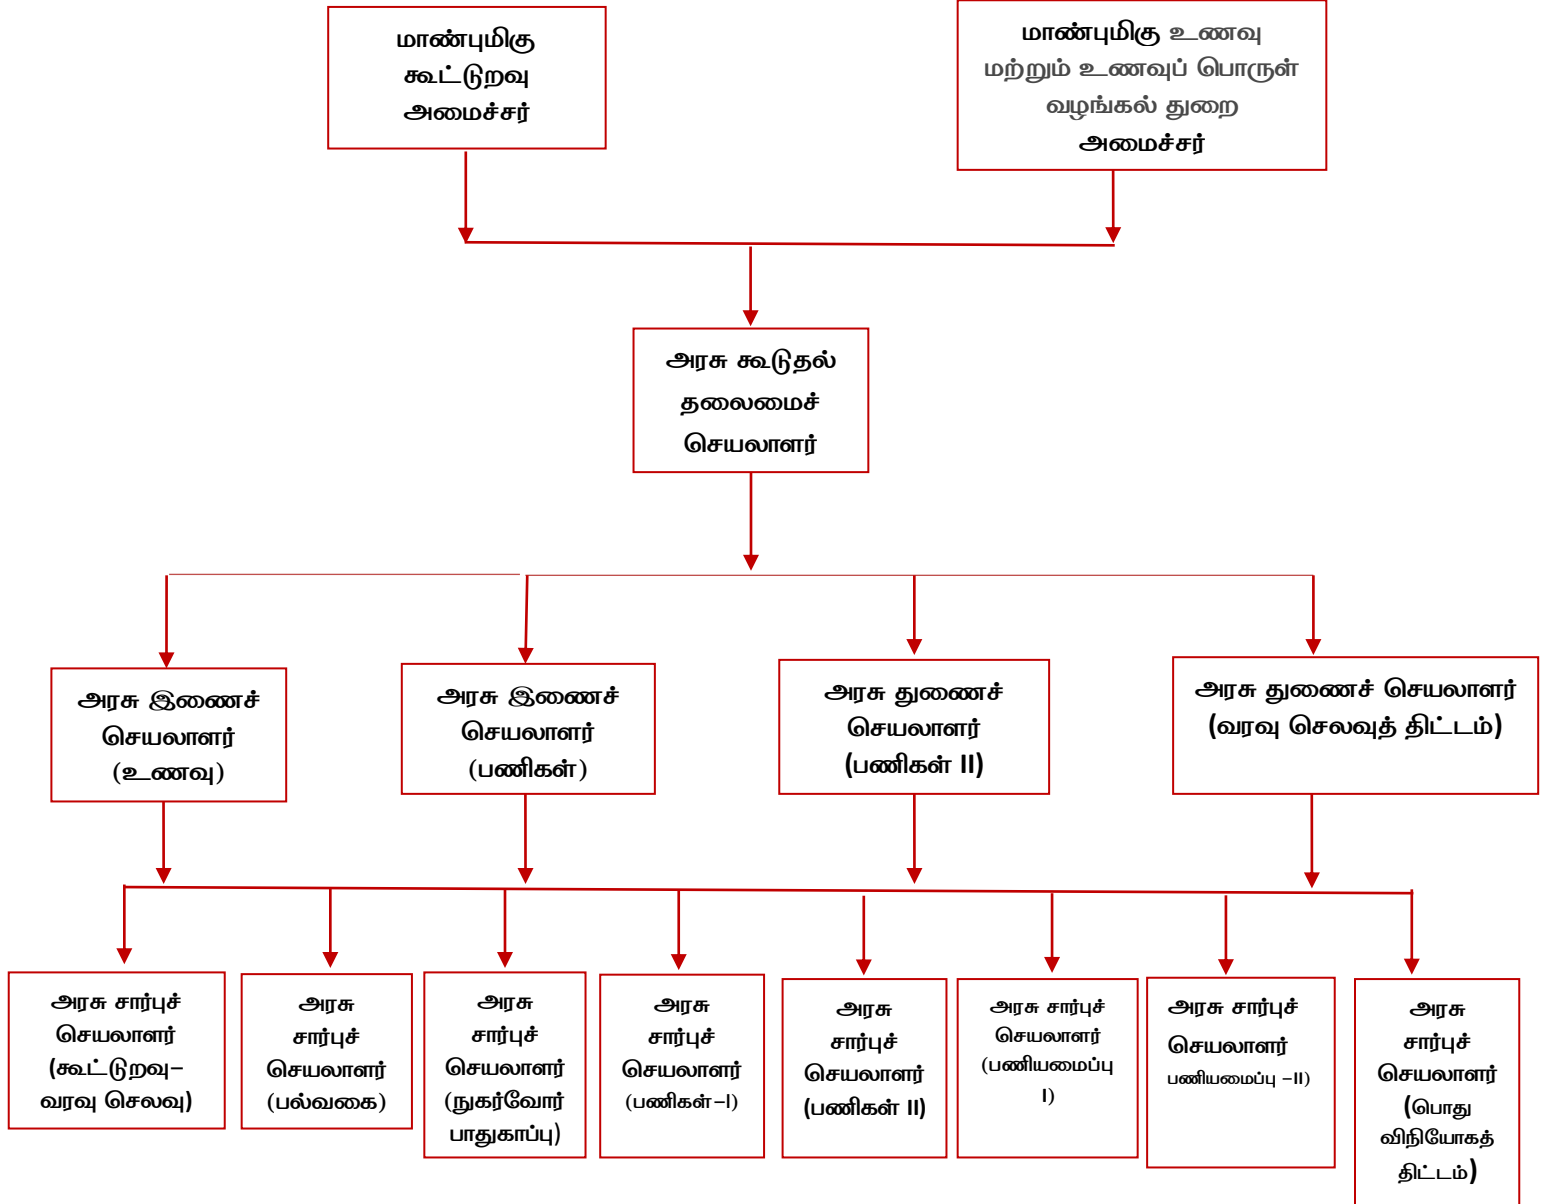 மாண்புமிகு
கூட்டுறவு
அமைச்சர்
மாண்புமிகு உணவு
மற்றும் உணவுப் பொருள்
வழங்கல் துறை
அமைச்சர்
அரசு கூடுதல்
தலைமைச்
செயலாளர்
அரசு இணைச்
செயலாளர்
(உணவு)
அரசு இணைச்
செயலாளர்
(பணிகள்)
அரசு துணைச்
செயலாளர்
(பணிகள் II)
அரசு துணைச் செயலாளர்
(வரவு செலவுத் திட்டம்)
அரசு சார்புச்
செயலாளர்
(கூட்டுறவு–
வரவு செலவு)
அரசு
சார்புச்
செயலாளர்
(பல்வகை)
அரசு
சார்புச்
செயலாளர்
(நுகர்வோர்
பாதுகாப்பு)
அரசு
சார்புச்
செயலாளர்
(பணிகள்–I)
அரசு
சார்புச்
செயலாளர்
(பணிகள் II)
அரசு சார்புச்
செயலாளர்
(பணியமைப்பு
I)
அரசு சார்புச்
செயலாளர்
பணியமைப்பு –II)
அரசு
சார்புச்
செயலாளர்
(பொது
விநியோகத்
திட்டம்)